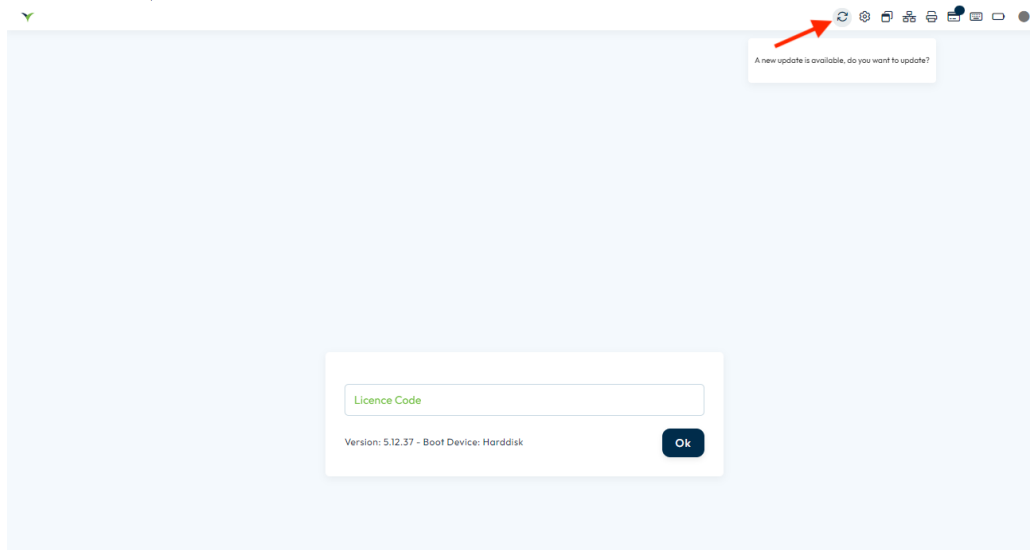 A new update is available, do you want to update?
Licence Code
Version: 5.12.37 - Boot Device: Harddisk
Ok